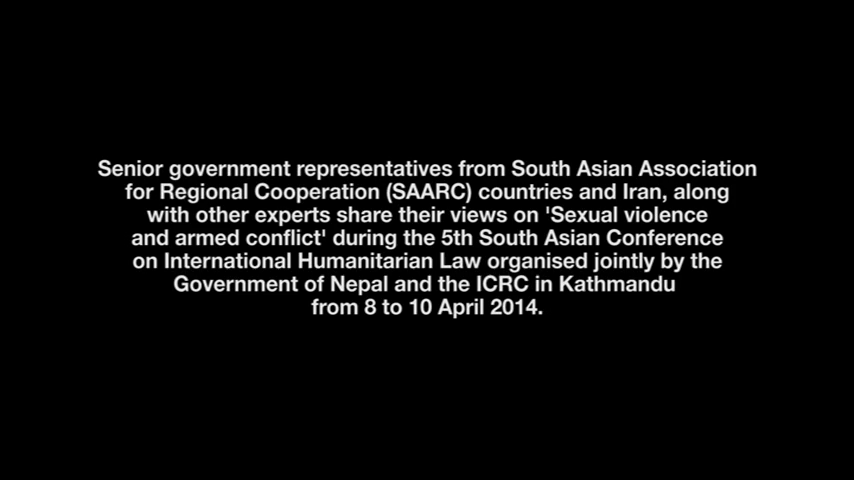 Senior government representatives from South Asian Association
for Regional Cooperation (SAARC) countries and Iran, along
with other experts share their views on 'Sexual violence
and armed conflict' during the 5th South Asian Conference
on International Humanitarian Law organised jointly by the
Government of Nepal and the ICRC in Kathmandu
from 8 to 10 April 2014.